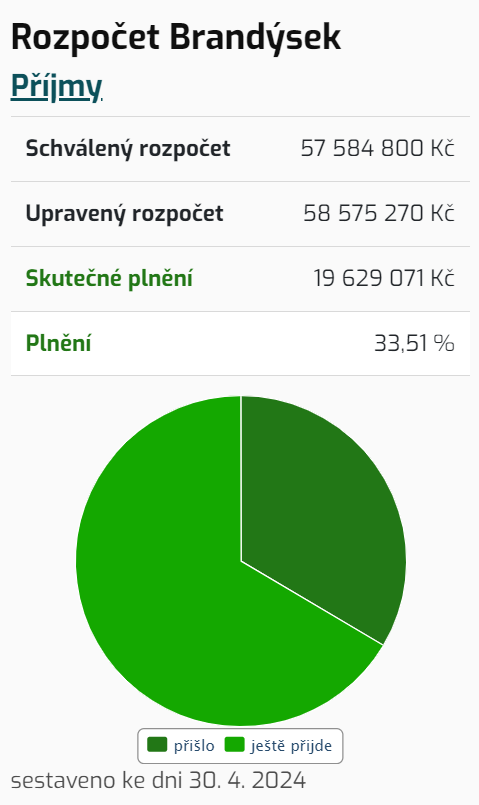 Rozpočet Brandýsek
Příjmy
Schválený rozpočet 57 584 800 Kč
Upravený rozpočet 58 575 270 Kč
Skutečné plnění 19 629 071 Kč
Plnění 33,51 %
přišlo ještě přijde
sestaveno ke dni 30. 4. 2024